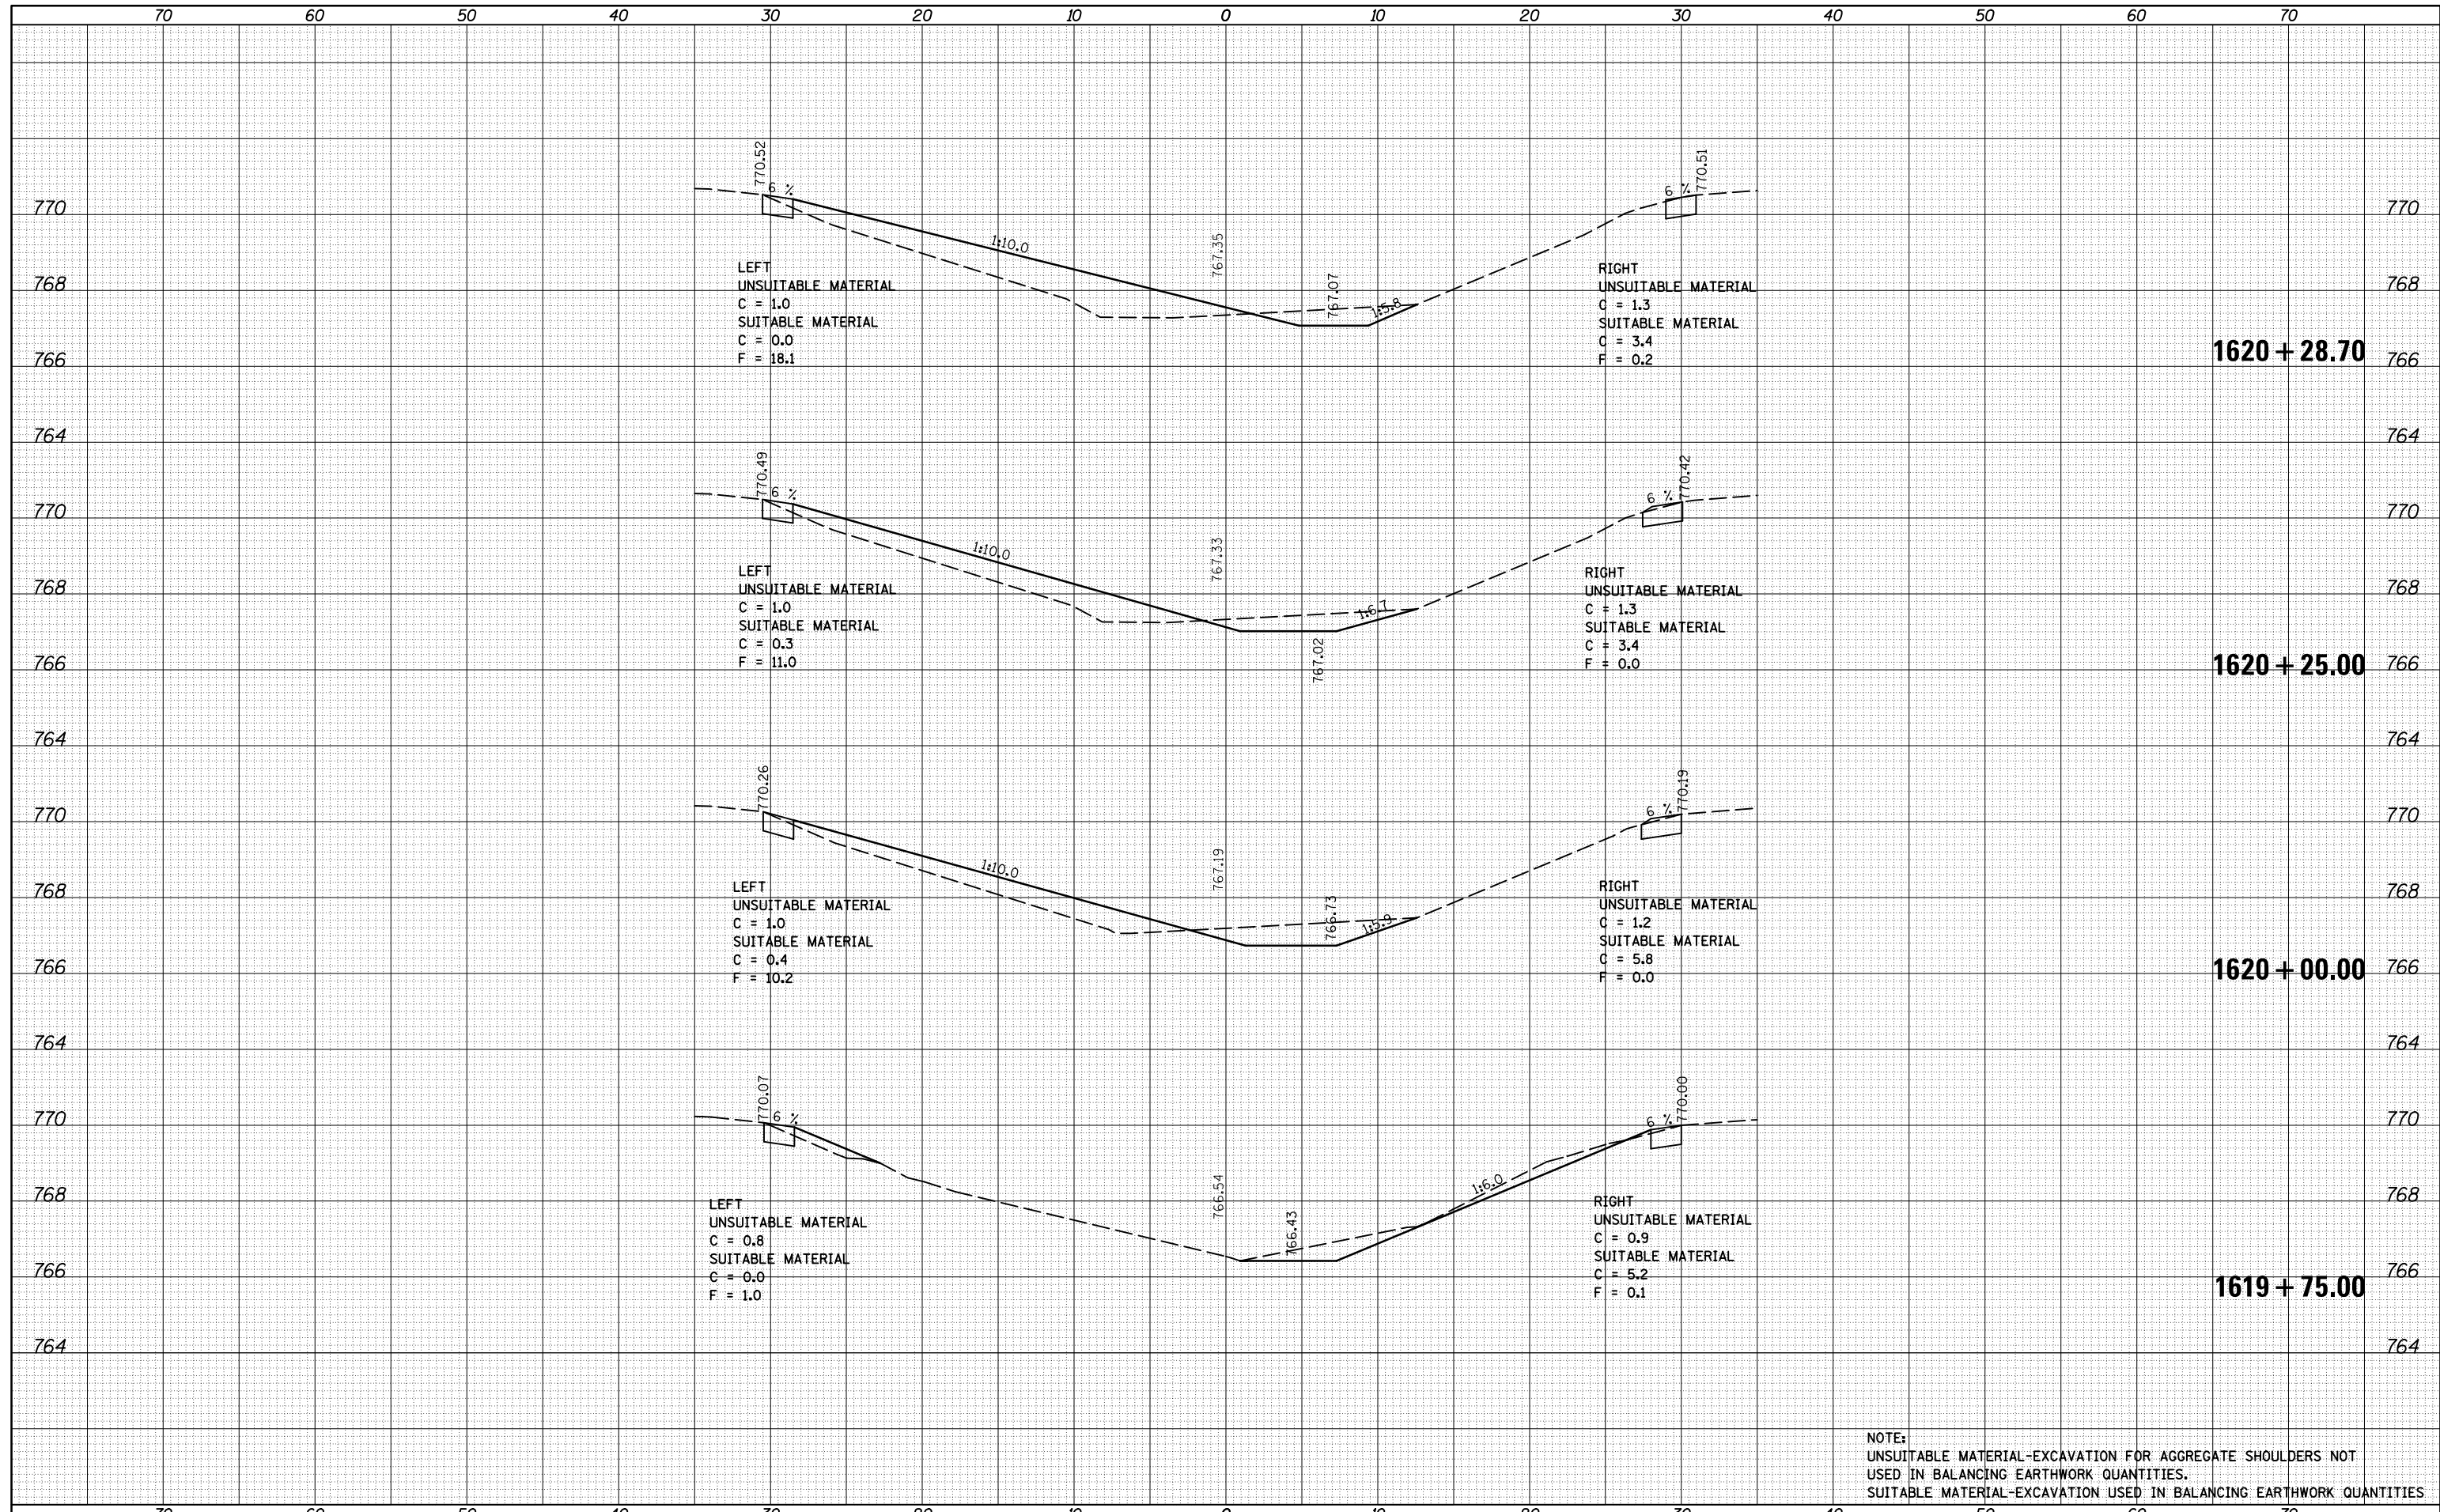 70 60 50 40 30 20 10 0 10 20 30 40 50 60 70
770.52
6 %
6 %
770.51
770
770
1:10.0
767.35
767.07
1:5.8
LEFT
UNSUITABLE MATERIAL
C = 1.0
SUITABLE MATERIAL
C = 0.0
F = 18.1
RIGHT
UNSUITABLE MATERIAL
C = 1.3
SUITABLE MATERIAL
C = 3.4
F = 0.2
768
768
766
1620 + 28.70
766
764
764
770.49
6 %
6 %
770.42
770
770
1:10.0
767.33
1:6.7
767.02
LEFT
UNSUITABLE MATERIAL
C = 1.0
SUITABLE MATERIAL
C = 0.3
F = 11.0
RIGHT
UNSUITABLE MATERIAL
C = 1.3
SUITABLE MATERIAL
C = 3.4
F = 0.0
768
768
766
1620 + 25.00
766
764
764
770.26
6 %
770.19
770
770
1:10.0
767.19
766.73
1:5.9
LEFT
UNSUITABLE MATERIAL
C = 1.0
SUITABLE MATERIAL
C = 0.4
F = 10.2
RIGHT
UNSUITABLE MATERIAL
C = 1.2
SUITABLE MATERIAL
C = 5.8
F = 0.0
768
768
766
1620 + 00.00
766
764
764
770.07
6 %
6 %
770.00
770
770
766.54
766.43
1:6.0
LEFT
UNSUITABLE MATERIAL
C = 0.8
SUITABLE MATERIAL
C = 0.0
F = 1.0
RIGHT
UNSUITABLE MATERIAL
C = 0.9
SUITABLE MATERIAL
C = 5.2
F = 0.1
768
768
766
1619 + 75.00
766
764
764
NOTE:
UNSUITABLE MATERIAL-EXCAVATION FOR AGGREGATE SHOULDERS NOT
USED IN BALANCING EARTHWORK QUANTITIES.
SUITABLE MATERIAL-EXCAVATION USED IN BALANCING EARTHWORK QUANTITIES